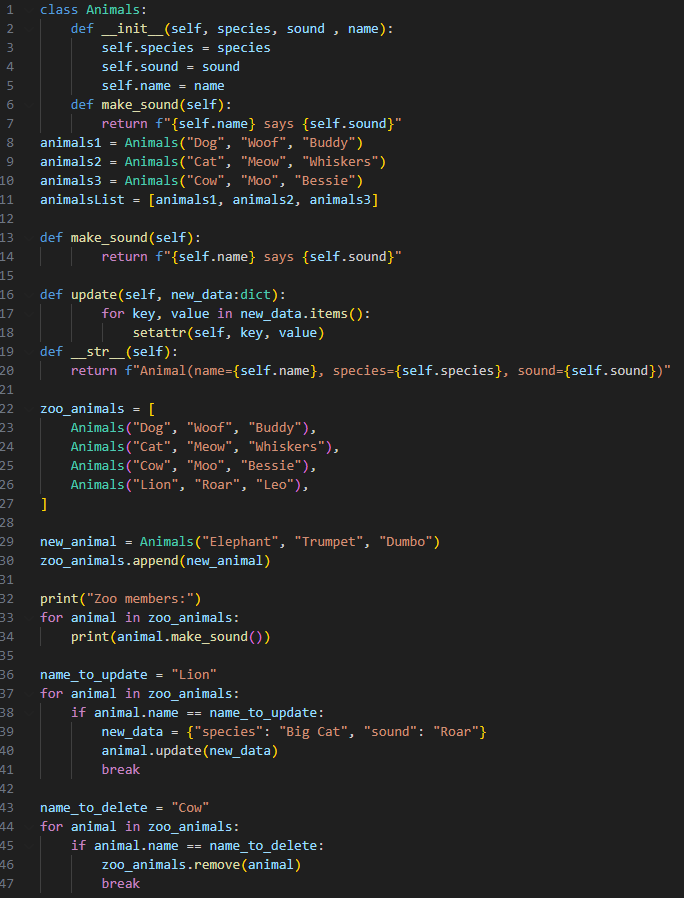 1 class Animals:
2     def __init__(self, species, sound , name):
3         self.species = species
4         self.sound = sound
5         self.name = name
6     def make_sound(self):
7         return f"{self.name} says {self.sound}"
8 animals1 = Animals("Dog", "Woof", "Buddy")
9 animals2 = Animals("Cat", "Meow", "Whiskers")
10 animals3 = Animals("Cow", "Moo", "Bessie")
11 animalsList = [animals1, animals2, animals3]
12
13 def make_sound(self):
14         return f"{self.name} says {self.sound}"
15
16 def update(self, new_data:dict):
17         for key, value in new_data.items():
18             setattr(self, key, value)
19 def __str__(self):
20     return f"Animal(name={self.name}, species={self.species}, sound={self.sound})"
21
22 zoo_animals = [
23     Animals("Dog", "Woof", "Buddy"),
24     Animals("Cat", "Meow", "Whiskers"),
25     Animals("Cow", "Moo", "Bessie"),
26     Animals("Lion", "Roar", "Leo"),
27 ]
28
29 new_animal = Animals("Elephant", "Trumpet", "Dumbo")
30 zoo_animals.append(new_animal)
31
32 print("Zoo members:")
33 for animal in zoo_animals:
34     print(animal.make_sound())
35
36 name_to_update = "Lion"
37 for animal in zoo_animals:
38     if animal.name == name_to_update:
39         new_data = {"species": "Big Cat", "sound": "Roar"}
40         animal.update(new_data)
41         break
42
43 name_to_delete = "Cow"
44 for animal in zoo_animals:
45     if animal.name == name_to_delete:
46         zoo_animals.remove(animal)
47         break